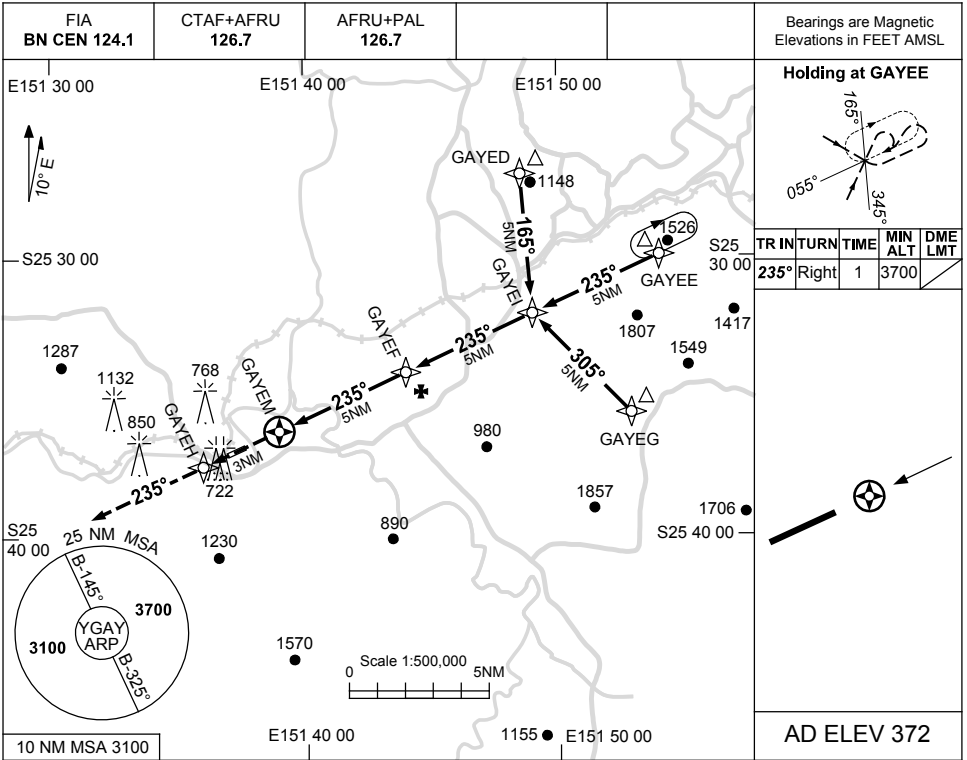 FIA
BN CEN 124.1
CTAF+AFRU
126.7
AFRU+PAL
126.7
Bearings are Magnetic
Elevations in FEET AMSL
E151 30 00
E151 40 00
E151 50 00
Holding at GAYEE
165°
055°
345°
TR IN
TURN
TIME
MIN ALT
DME LMT
235°
Right
1
3700
10° E
GAYED
1148
165°
5NM
1526
S25 30 00
S25
30 00
GAYEE
GAYEI
235°
5NM
1807
1417
GAYEF
235°
5NM
305°
5NM
1549
1287
1132
768
GAYEM
235°
5NM
850
GAYEH
3NM
722
980
GAYEG
235°
1857
1706
S25
40 00
S25 40 00
25 NM MSA
1230
890
B-145°
3700
YGAY
ARP
3100
B-325°
1570
Scale 1:500,000
0
5NM
10 NM MSA 3100
E151 40 00
1155
E151 50 00
AD ELEV 372